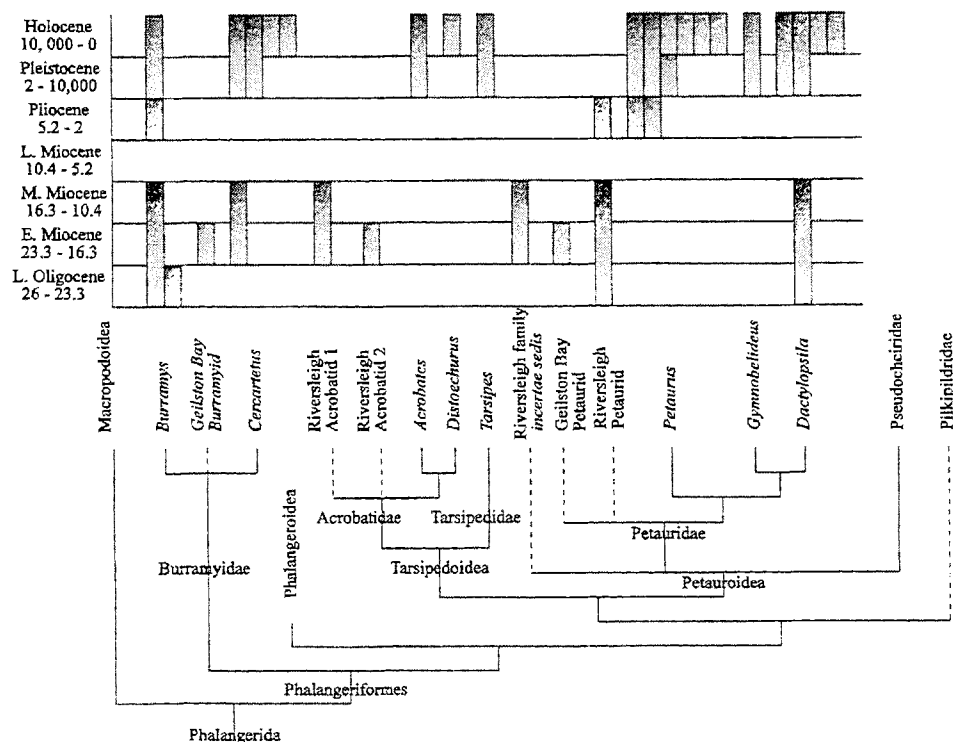 Holocene
10, 000 - 0
Pleistocene
2 - 10,000
Pliocene
5.2 - 2
L. Miocene
10.4 - 5.2
M. Miocene
16.3 - 10.4
E. Miocene
23.3 - 16.3
L. Oligocene
26 - 23.3
Macropodoidea
Burramys
Geilston Bay
Burramyid
Cercartetus
Riversleigh
Acrobatid 1
Riversleigh
Acrobatid 2
Acrobates
Distoechurus
Tarsipes
Riversleigh family
incertae sedis
Geilston Bay
Petaurid
Riversleigh
Petaurid
Petaurus
Gymnobelideus
Dactylopsila
Pseudocheiridae
Pilkipildridae
Phalangeroidea
Acrobatidae
Tarsipedidae
Petauridae
Burramyidae
Tarsipedoidea
Petauroidea
Phalangeriformes
Phalangerida